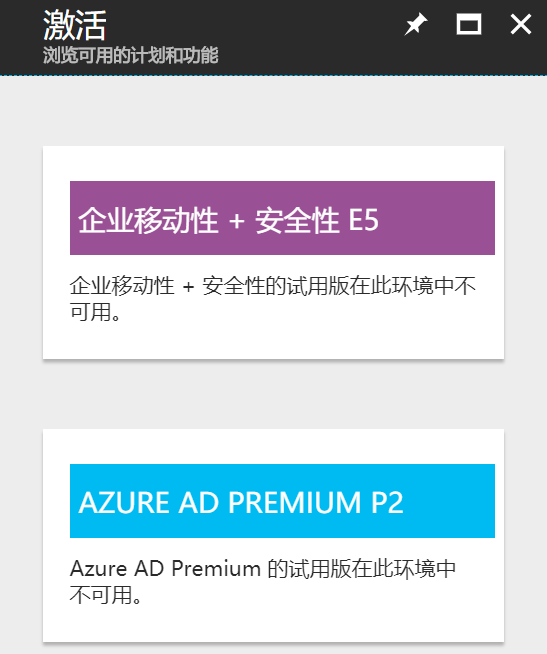 激活
浏览可用的计划和功能
企业移动性 + 安全性 E5
企业移动性 + 安全性的试用版在此环境中不
可用。
AZURE AD PREMIUM P2
Azure AD Premium 的试用版在此环境中
不可用。